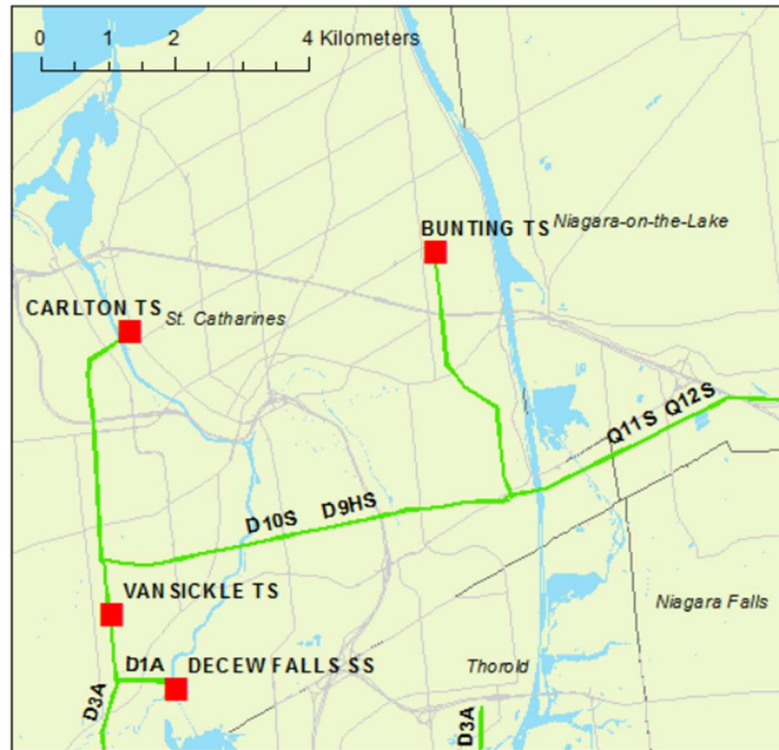 0 1 2 4 Kilometers
BUNTING TS
Niagara-on-the-Lake
CARLTON TS
St. Catharines
Q11S Q12S
D10S D9HS
VANSICKLE TS
Niagara Falls
D1A
DECEW FALLS SS
Thorold
D3A
D3A